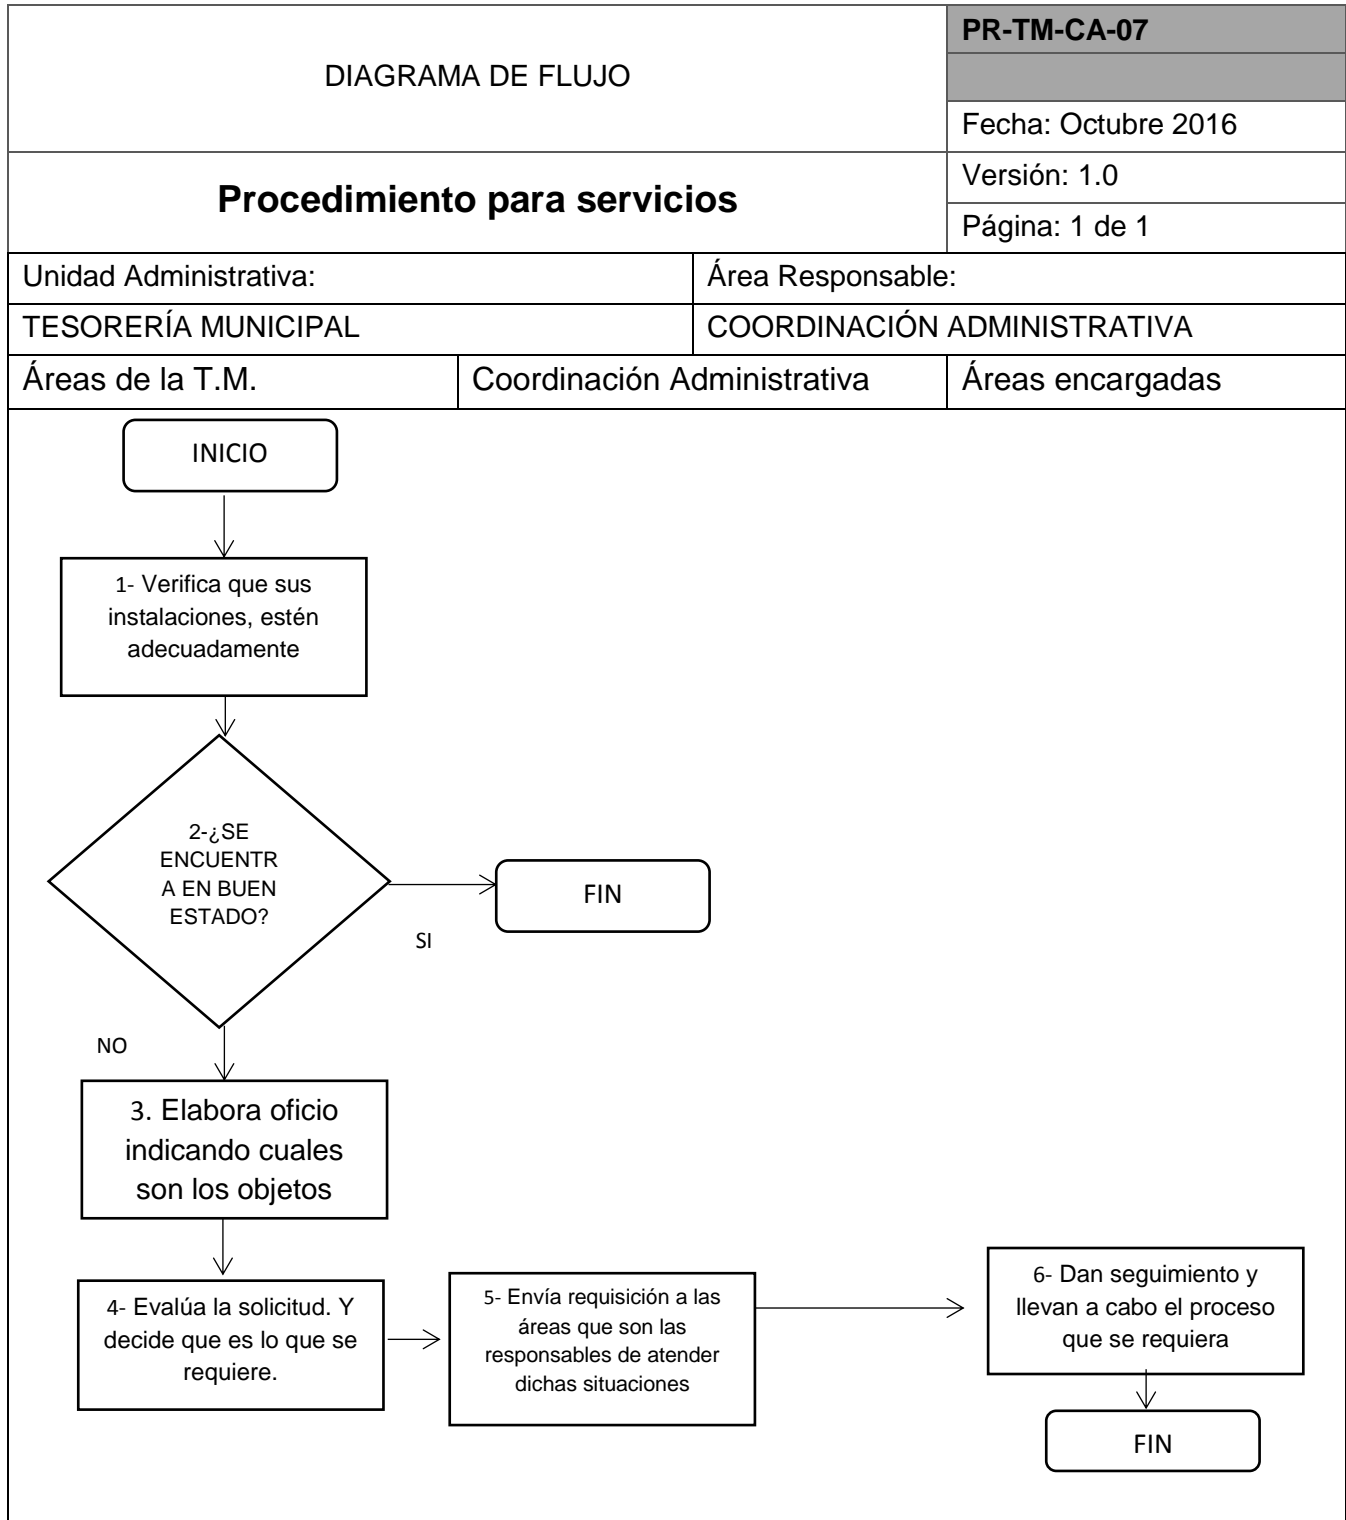 DIAGRAMA DE FLUJO
PR-TM-CA-07
Fecha: Octubre 2016
Procedimiento para servicios
Versión: 1.0
Página: 1 de 1
Unidad Administrativa:
Área Responsable:
TESORERÍA MUNICIPAL
COORDINACIÓN ADMINISTRATIVA
Áreas de la T.M.
Coordinación Administrativa
Áreas encargadas
INICIO
1- Verifica que sus
instalaciones, estén
adecuadamente
2-¿SE
ENCUENTR
A EN BUEN
ESTADO?
SI
FIN
NO
3. Elabora oficio
indicando cuales
son los objetos
4- Evalúa la solicitud. Y
decide que es lo que se
requiere.
5- Envía requisición a las
áreas que son las
responsables de atender
dichas situaciones
6- Dan seguimiento y
llevan a cabo el proceso
que se requiera
FIN